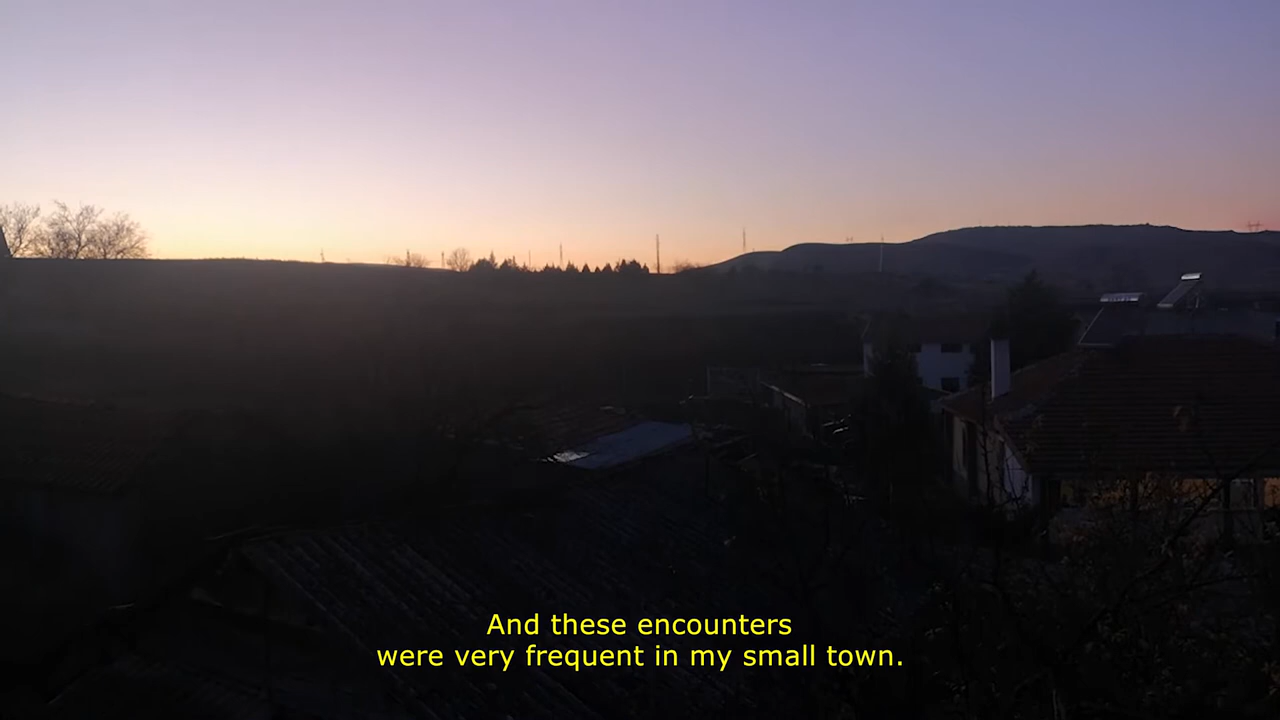 And these encounters
were very frequent in my small town.